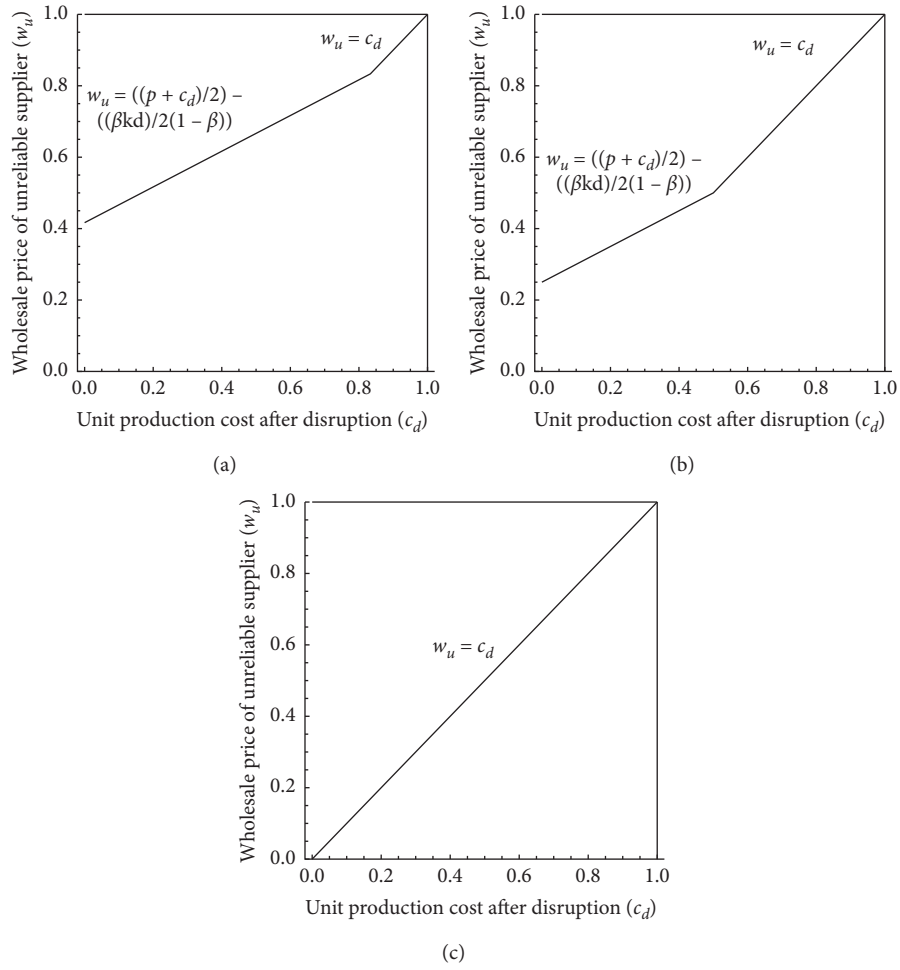 1.0
0.8
0.6
0.4
0.2
0.0
Wholesale price of unreliable supplier (w_u)
w_u = c_d
w_u = ((p + c_d)/2) –
((βkd)/2(1 – β))
0.0 0.2 0.4 0.6 0.8 1.0
Unit production cost after disruption (c_d)
(a)
1.0
0.8
0.6
0.4
0.2
0.0
Wholesale price of unreliable supplier (w_u)
w_u = c_d
w_u = ((p + c_d)/2) –
((βkd)/2(1 – β))
0.0 0.2 0.4 0.6 0.8 1.0
Unit production cost after disruption (c_d)
(b)
1.0
0.8
0.6
0.4
0.2
0.0
Wholesale price of unreliable supplier (w_u)
w_u = c_d
0.0 0.2 0.4 0.6 0.8 1.0
Unit production cost after disruption (c_d)
(c)